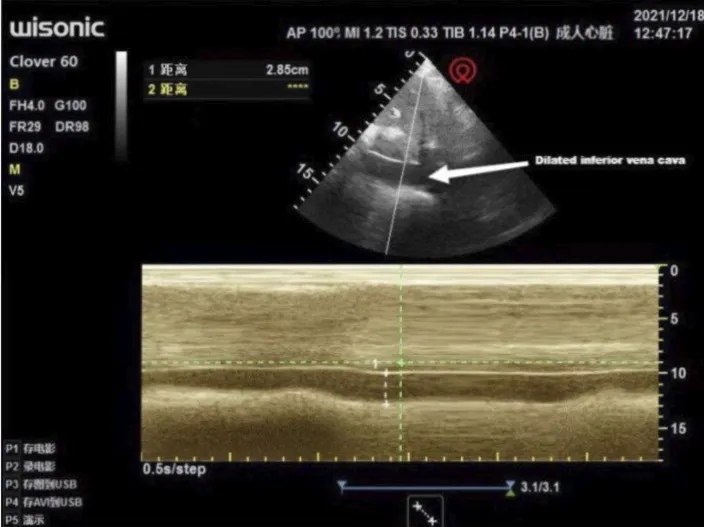 wisonic
2021/12/18
12:47:17
AP 100% MI 1.2 TIS 0.33 TIB 1.14 P4-1(B) 成人心脏
Clover 60
B
FH4.0 G100
FR29 DR98
D18.0
M
V5
1 距离 2.85cm
2 距离 ****
0
5
10
15
Dilated inferior vena cava
0
5
10
15
1
0.5s/step
3.1/3.1
P1 存电影
P2 录电影
P3 存图到USB
P4 存AVI到USB
P5 演示